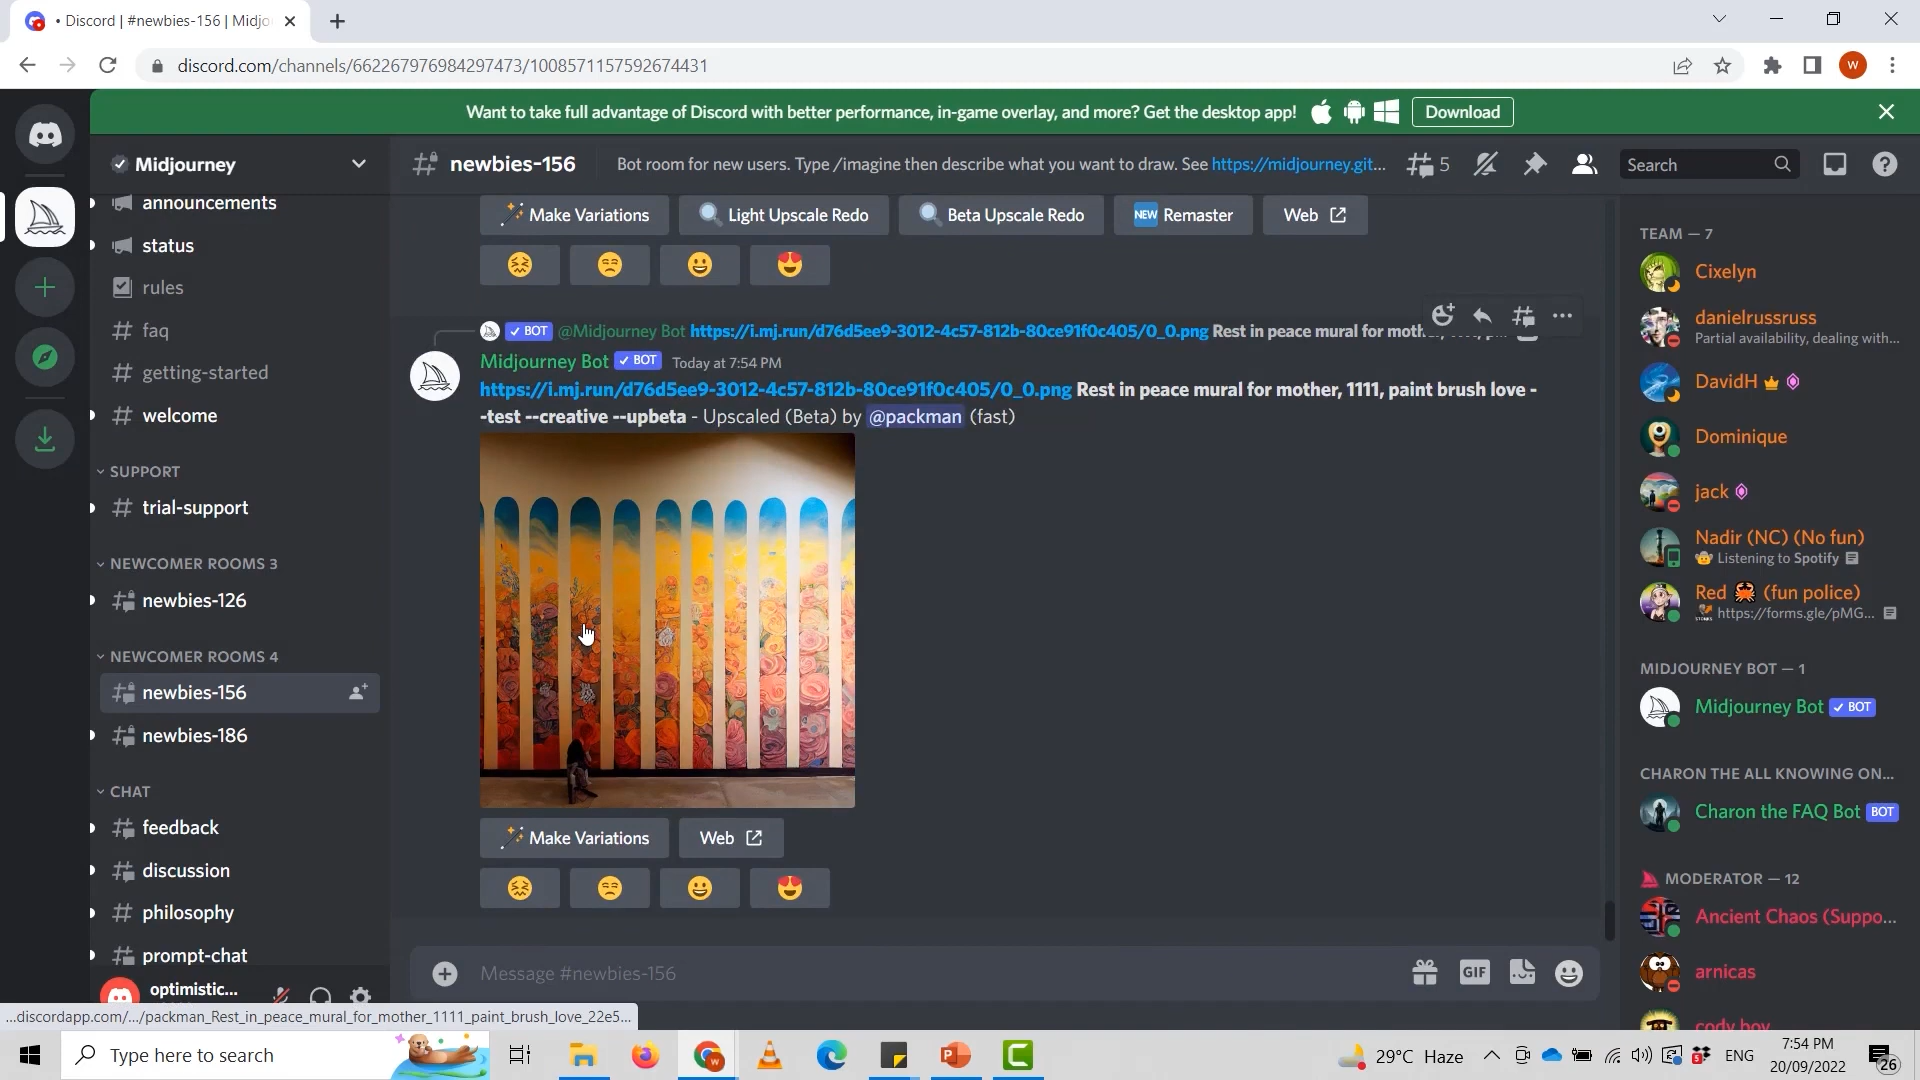 • Discord | #newbies-156 | Midjo
discord.com/channels/662267976984297473/1008571157592674431
W
Want to take full advantage of Discord with better performance, in-game overlay, and more? Get the desktop app!
Download
Midjourney
announcements
status
rules
faq
getting-started
welcome
SUPPORT
trial-support
NEWCOMER ROOMS 3
newbies-126
NEWCOMER ROOMS 4
newbies-156
newbies-186
CHAT
feedback
discussion
philosophy
prompt-chat
optimistic...
newbies-156
Bot room for new users. Type /imagine then describe what you want to draw. See https://midjourney.git...
5
Search
Make Variations
Light Upscale Redo
Beta Upscale Redo
NEW Remaster
Web
BOT @Midjourney Bot https://i.mj.run/d76d5ee9-3012-4c57-812b-80ce91f0c405/0_0.png Rest in peace mural for
Midjourney Bot BOT Today at 7:54 PM
https://i.mj.run/d76d5ee9-3012-4c57-812b-80ce91f0c405/0_0.png Rest in peace mural for mother, 1111, paint brush love -
-test --creative --upbeta - Upscaled (Beta) by @packman (fast)
Make Variations
Web
Message #newbies-156
GIF
TEAM — 7
Cixelyn
danielrussruss
Partial availability, dealing with...
DavidH
Dominique
jack
Nadir (NC) (No fun)
Listening to Spotify
Red (fun police)
https://forms.gle/pMG...
MIDJOURNEY BOT — 1
Midjourney Bot BOT
CHARON THE ALL KNOWING ON...
Charon the FAQ Bot BOT
MODERATOR — 12
Ancient Chaos (Suppo...
arnicas
cody boy
...discordapp.com/.../packman_Rest_in_peace_mural_for_mother_1111_paint_brush_love_22e5...
Type here to search
29°C Haze
ENG
7:54 PM
20/09/2022
26